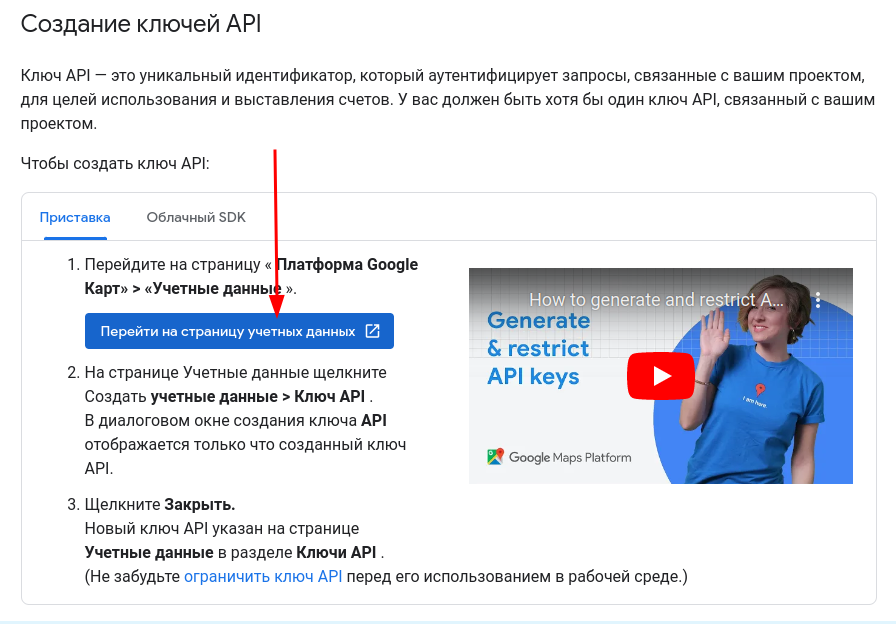 Создание ключей API
Ключ API — это уникальный идентификатор, который аутентифицирует запросы, связанные с вашим проектом,
для целей использования и выставления счетов. У вас должен быть хотя бы один ключ API, связанный с вашим
проектом.
Чтобы создать ключ API:
Приставка
Облачный SDK
1. Перейдите на страницу « Платформа Google
Карт» > «Учетные данные ».
Перейти на страницу учетных данных
2. На странице Учетные данные щелкните
Создать учетные данные > Ключ API .
В диалоговом окне создания ключа API
отображается только что созданный ключ
API.
3. Щелкните Закрыть.
Новый ключ API указан на странице
Учетные данные в разделе Ключи API .
(Не забудьте ограничить ключ API перед его использованием в рабочей среде.)
How to generate and restrict A...
Generate
& restrict
API keys
I am here.
Google Maps Platform